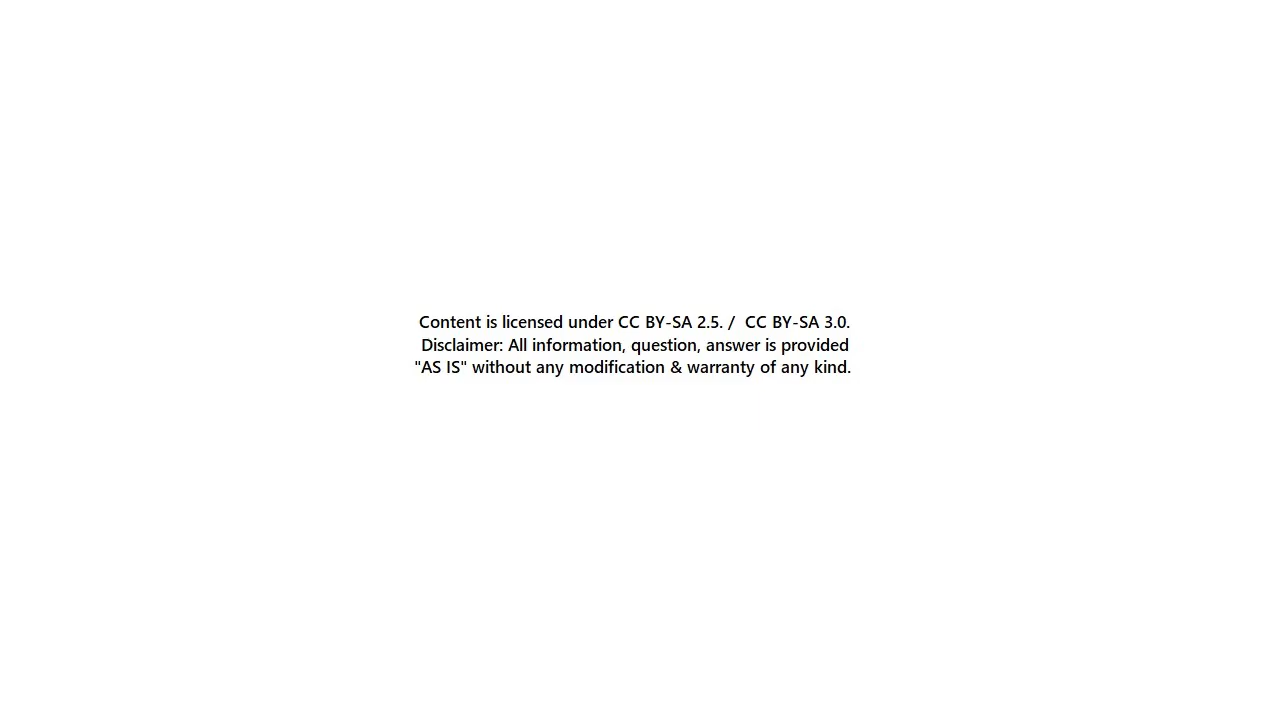 Content is licensed under CC BY-SA 2.5. /  CC BY-SA 3.0.
Disclaimer: All information, question, answer is provided
"AS IS" without any modification & warranty of any kind.